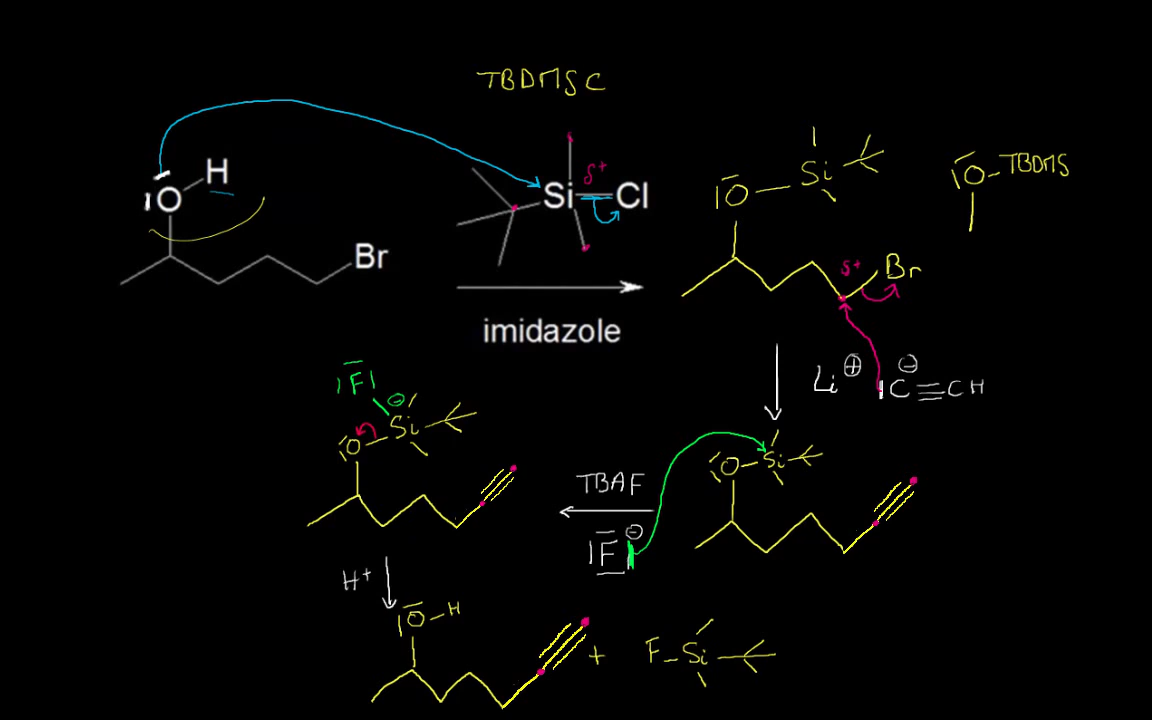 TBDMSC
H
O
Si δ+ Cl
Br
imidazole
O—Si
O-TBDMS
δ+ Br
Li⊕ |C⊖≡CH
|F|
⊖
O-Si
O-Si
TBAF
|F|⊖
H+
|O-H
+ F-Si